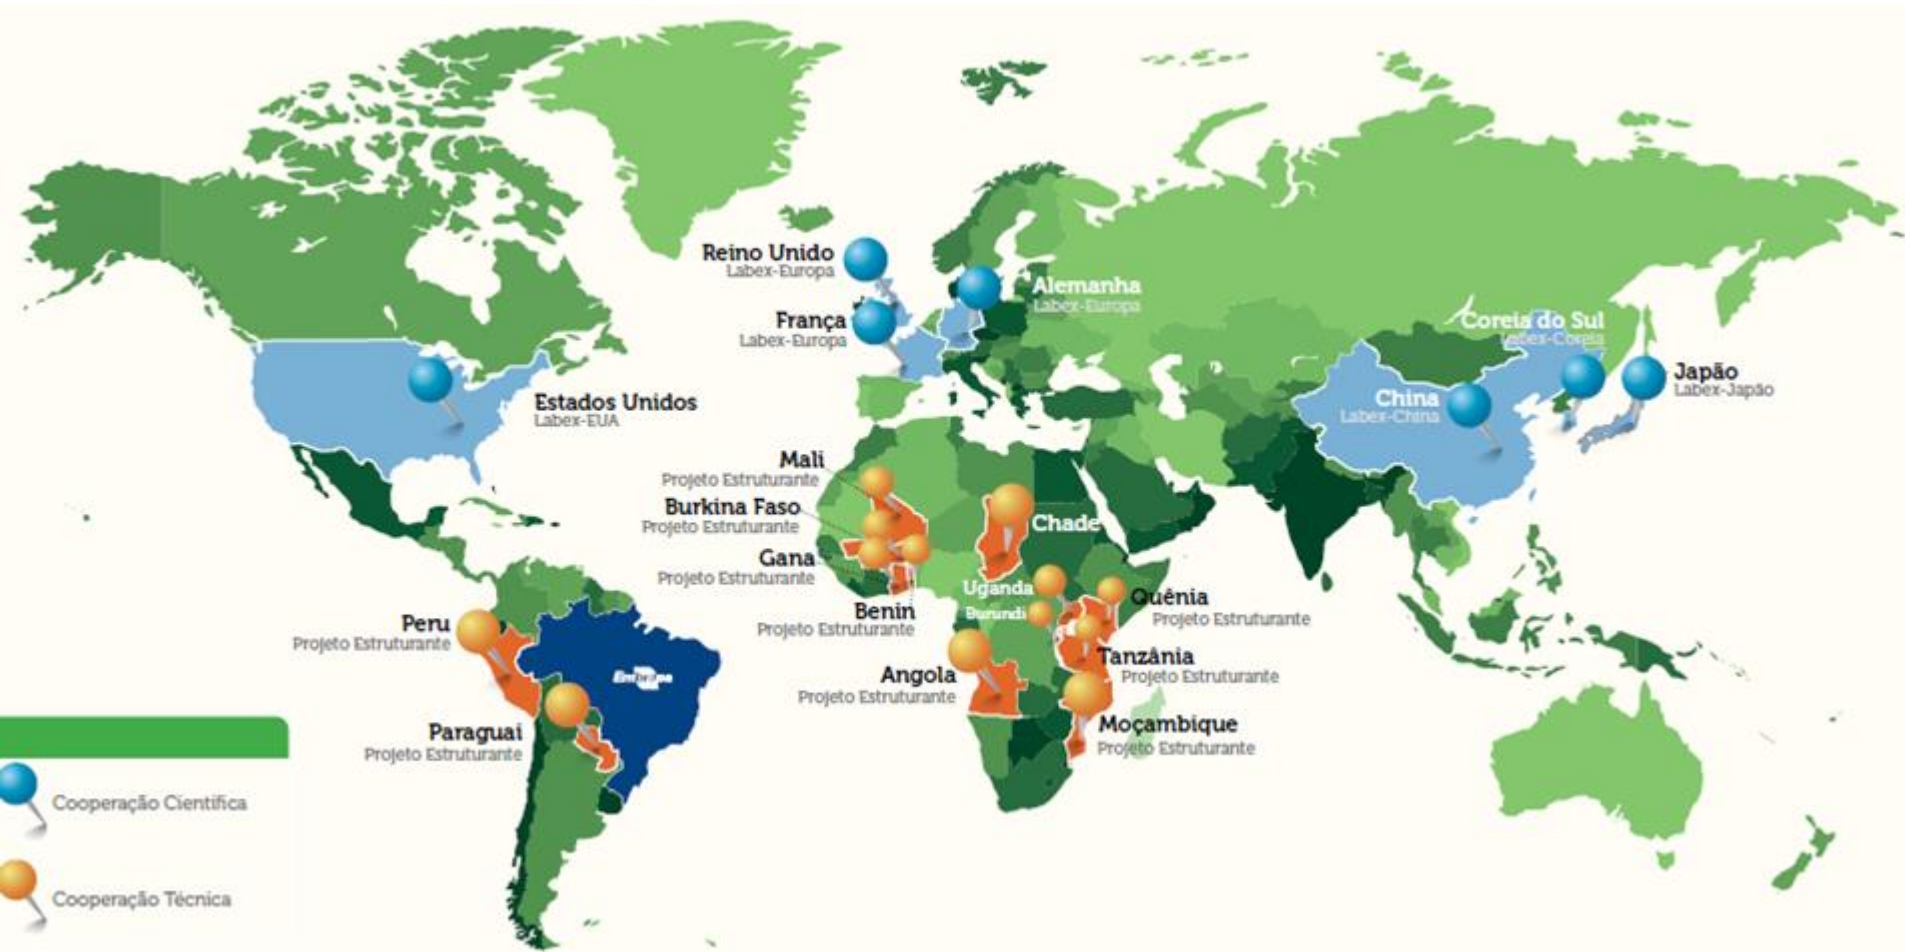 Reino Unido
Labex-Europa
Alemanha
Labex-Europa
França
Labex-Europa
Coreia do Sul
Labex-Coreia
Japão
Labex-Japão
China
Labex-China
Estados Unidos
Labex-EUA
Mali
Projeto Estruturante
Burkina Faso
Projeto Estruturante
Chade
Gana
Projeto Estruturante
Uganda
Quênia
Projeto Estruturante
Benin
Projeto Estruturante
Burundi
Peru
Projeto Estruturante
Embrapa
Tanzânia
Projeto Estruturante
Angola
Projeto Estruturante
Moçambique
Projeto Estruturante
Paraguai
Projeto Estruturante
Cooperação Científica
Cooperação Técnica